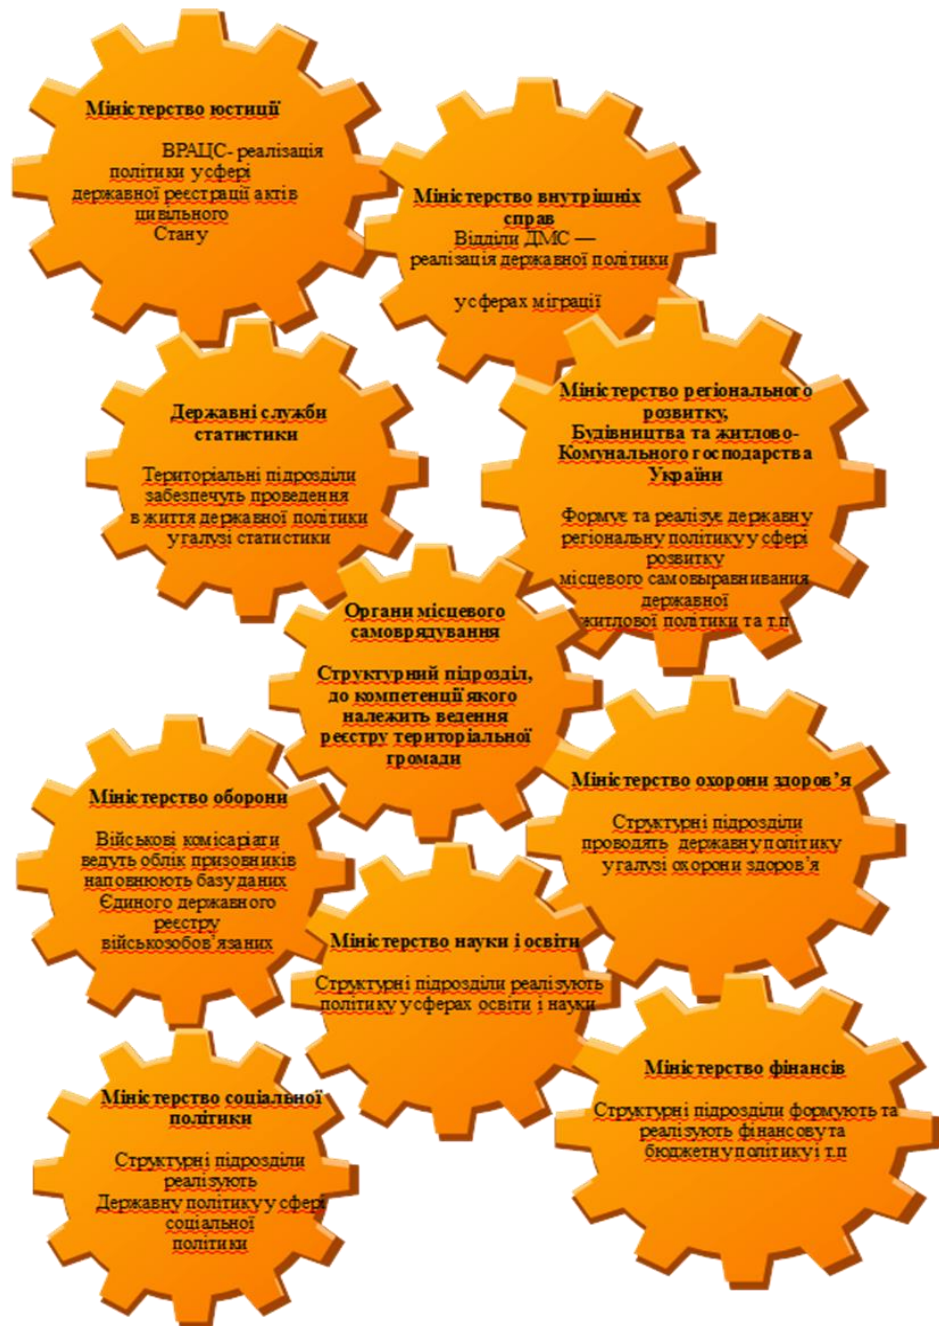 Міністерство юстиції
ВРАЦС- реалізація
політики у сфері
державної реєстрації актів
цивільного
Стану
Міністерство внутрішніх
справ
Відділи ДМС —
реалізація державної політики
у сферах міграції
Державні служби
статистики
Територіальні підрозділи
забезпечуть проведення
в життя державної політики
у галузі статистики
Міністерство регіонального
розвитку,
Будівництва та житлово-
Комунального господарства
України
Формує та реалізує державну
регіональну політику у сфері
розвитку
місцевого самовыравнивания
державної
житлової політики та т.п
Органи місцевого
самоврядування
Структурний підрозділ,
до компетенції якого
належить ведення
реєстру територіальної
громади
Міністерство оборони
Військові комісаріати
ведуть облік призовників
наповнюють базу даних
Єдиного державного
реєстру
військозобов’язаних
Міністерство охорони здоров’я
Структурні підрозділи
проводять державну політику
у галузі охорони здоров’я
Міністерство науки і освіти
Структурні підрозділи реалізують
політику у сферах освіти і науки
Міністерство соціальної
політики
Структурні підрозділи
реалізують
Державну політику у сфері
соціальної
політики
Міністерство фінансів
Структурні підрозділи формують та
реалізують фінансову та
бюджетну політику і т.п